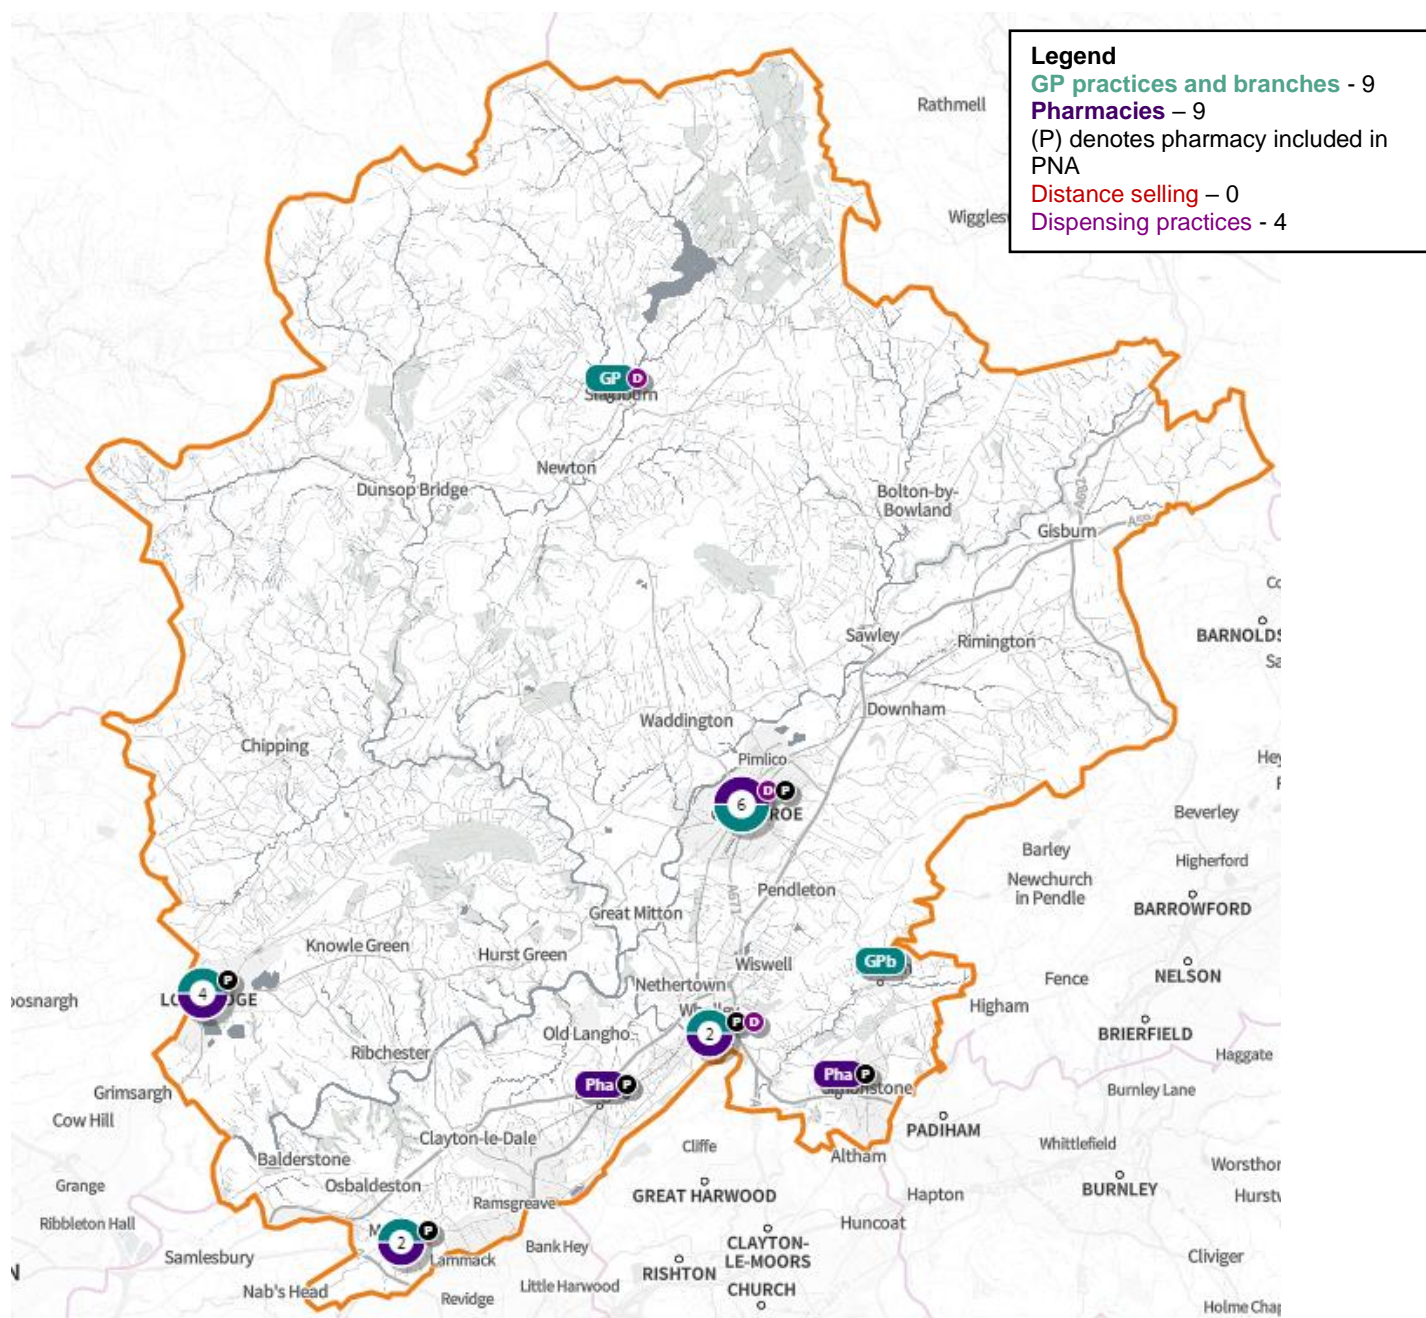 Legend
GP practices and branches - 9
Pharmacies – 9
(P) denotes pharmacy included in
PNA
Distance selling – 0
Dispensing practices - 4
Rathmell
GP
D
Newton
Dunsop Bridge
Bolton-by-
Bowland
A682
Gisburn
Sawley
Rimington
Waddington
Downham
Chipping
Pimlico
6
D
P
ROE
Beverley
Barley
Higherford
Newchurch
in Pendle
BARROWFORD
Pendleton
A671
Great Mitton
Knowle Green
Hurst Green
Wiswell
GPb
Fence
NELSON
4
P
Nethertown
Higham
2
P
D
Old Langho
BRIERFIELD
Haggate
Ribchester
Pha
P
Pha
P
Grimsargh
Burnley Lane
Cow Hill
PADIHAM
Clayton-le-Dale
Cliffe
Whittlefield
Balderstone
Altham
Grange
Osbaldeston
GREAT HARWOOD
Hapton
BURNLEY
Ramsgreave
Ribbleton Hall
Huncoat
2
P
CLAYTON-
LE-MOORS
Samlesbury
Lammack
Bank Hey
RISHTON
Cliviger
Nab's Head
Little Harwood
CHURCH
Revidge